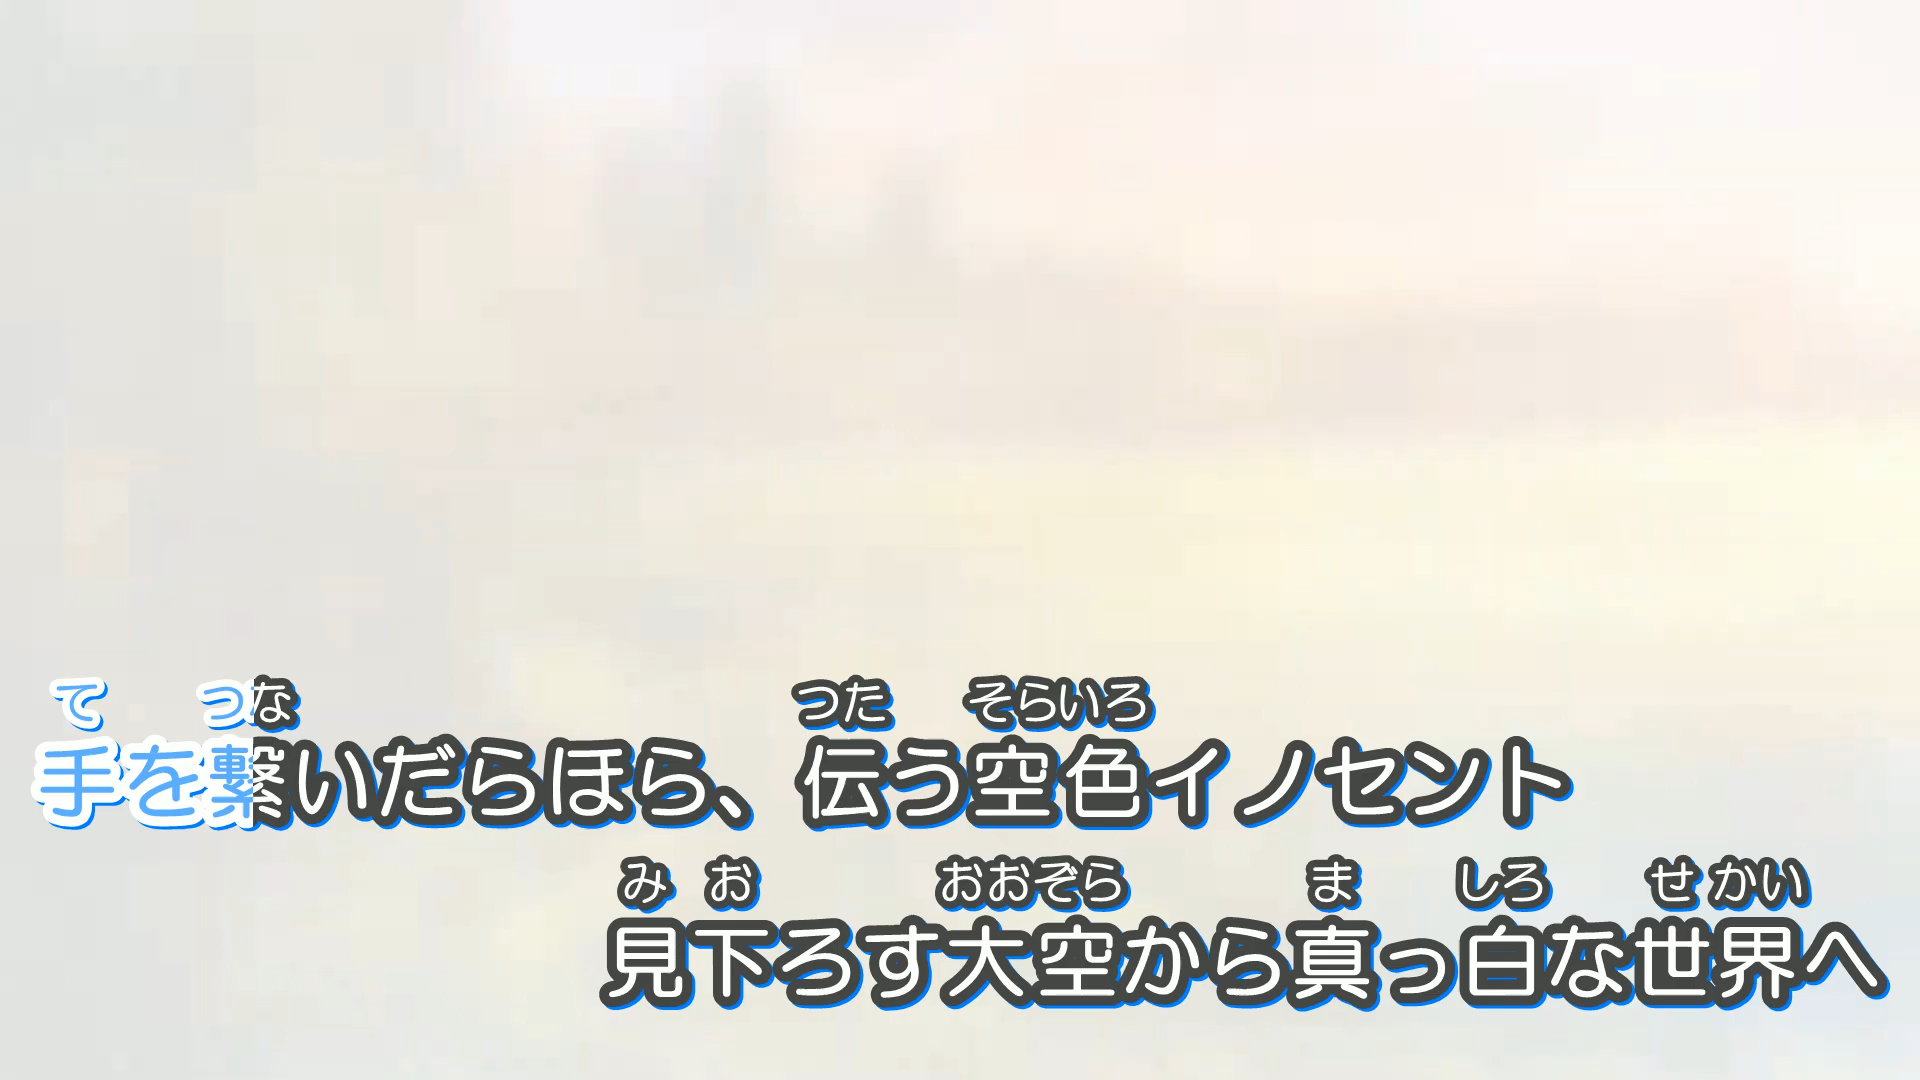 て つな つた そらいろ
手を繋いだらほら、伝う空色イノセント
み お おおぞら ま しろ せ かい
見下ろす大空から真っ白な世界へ